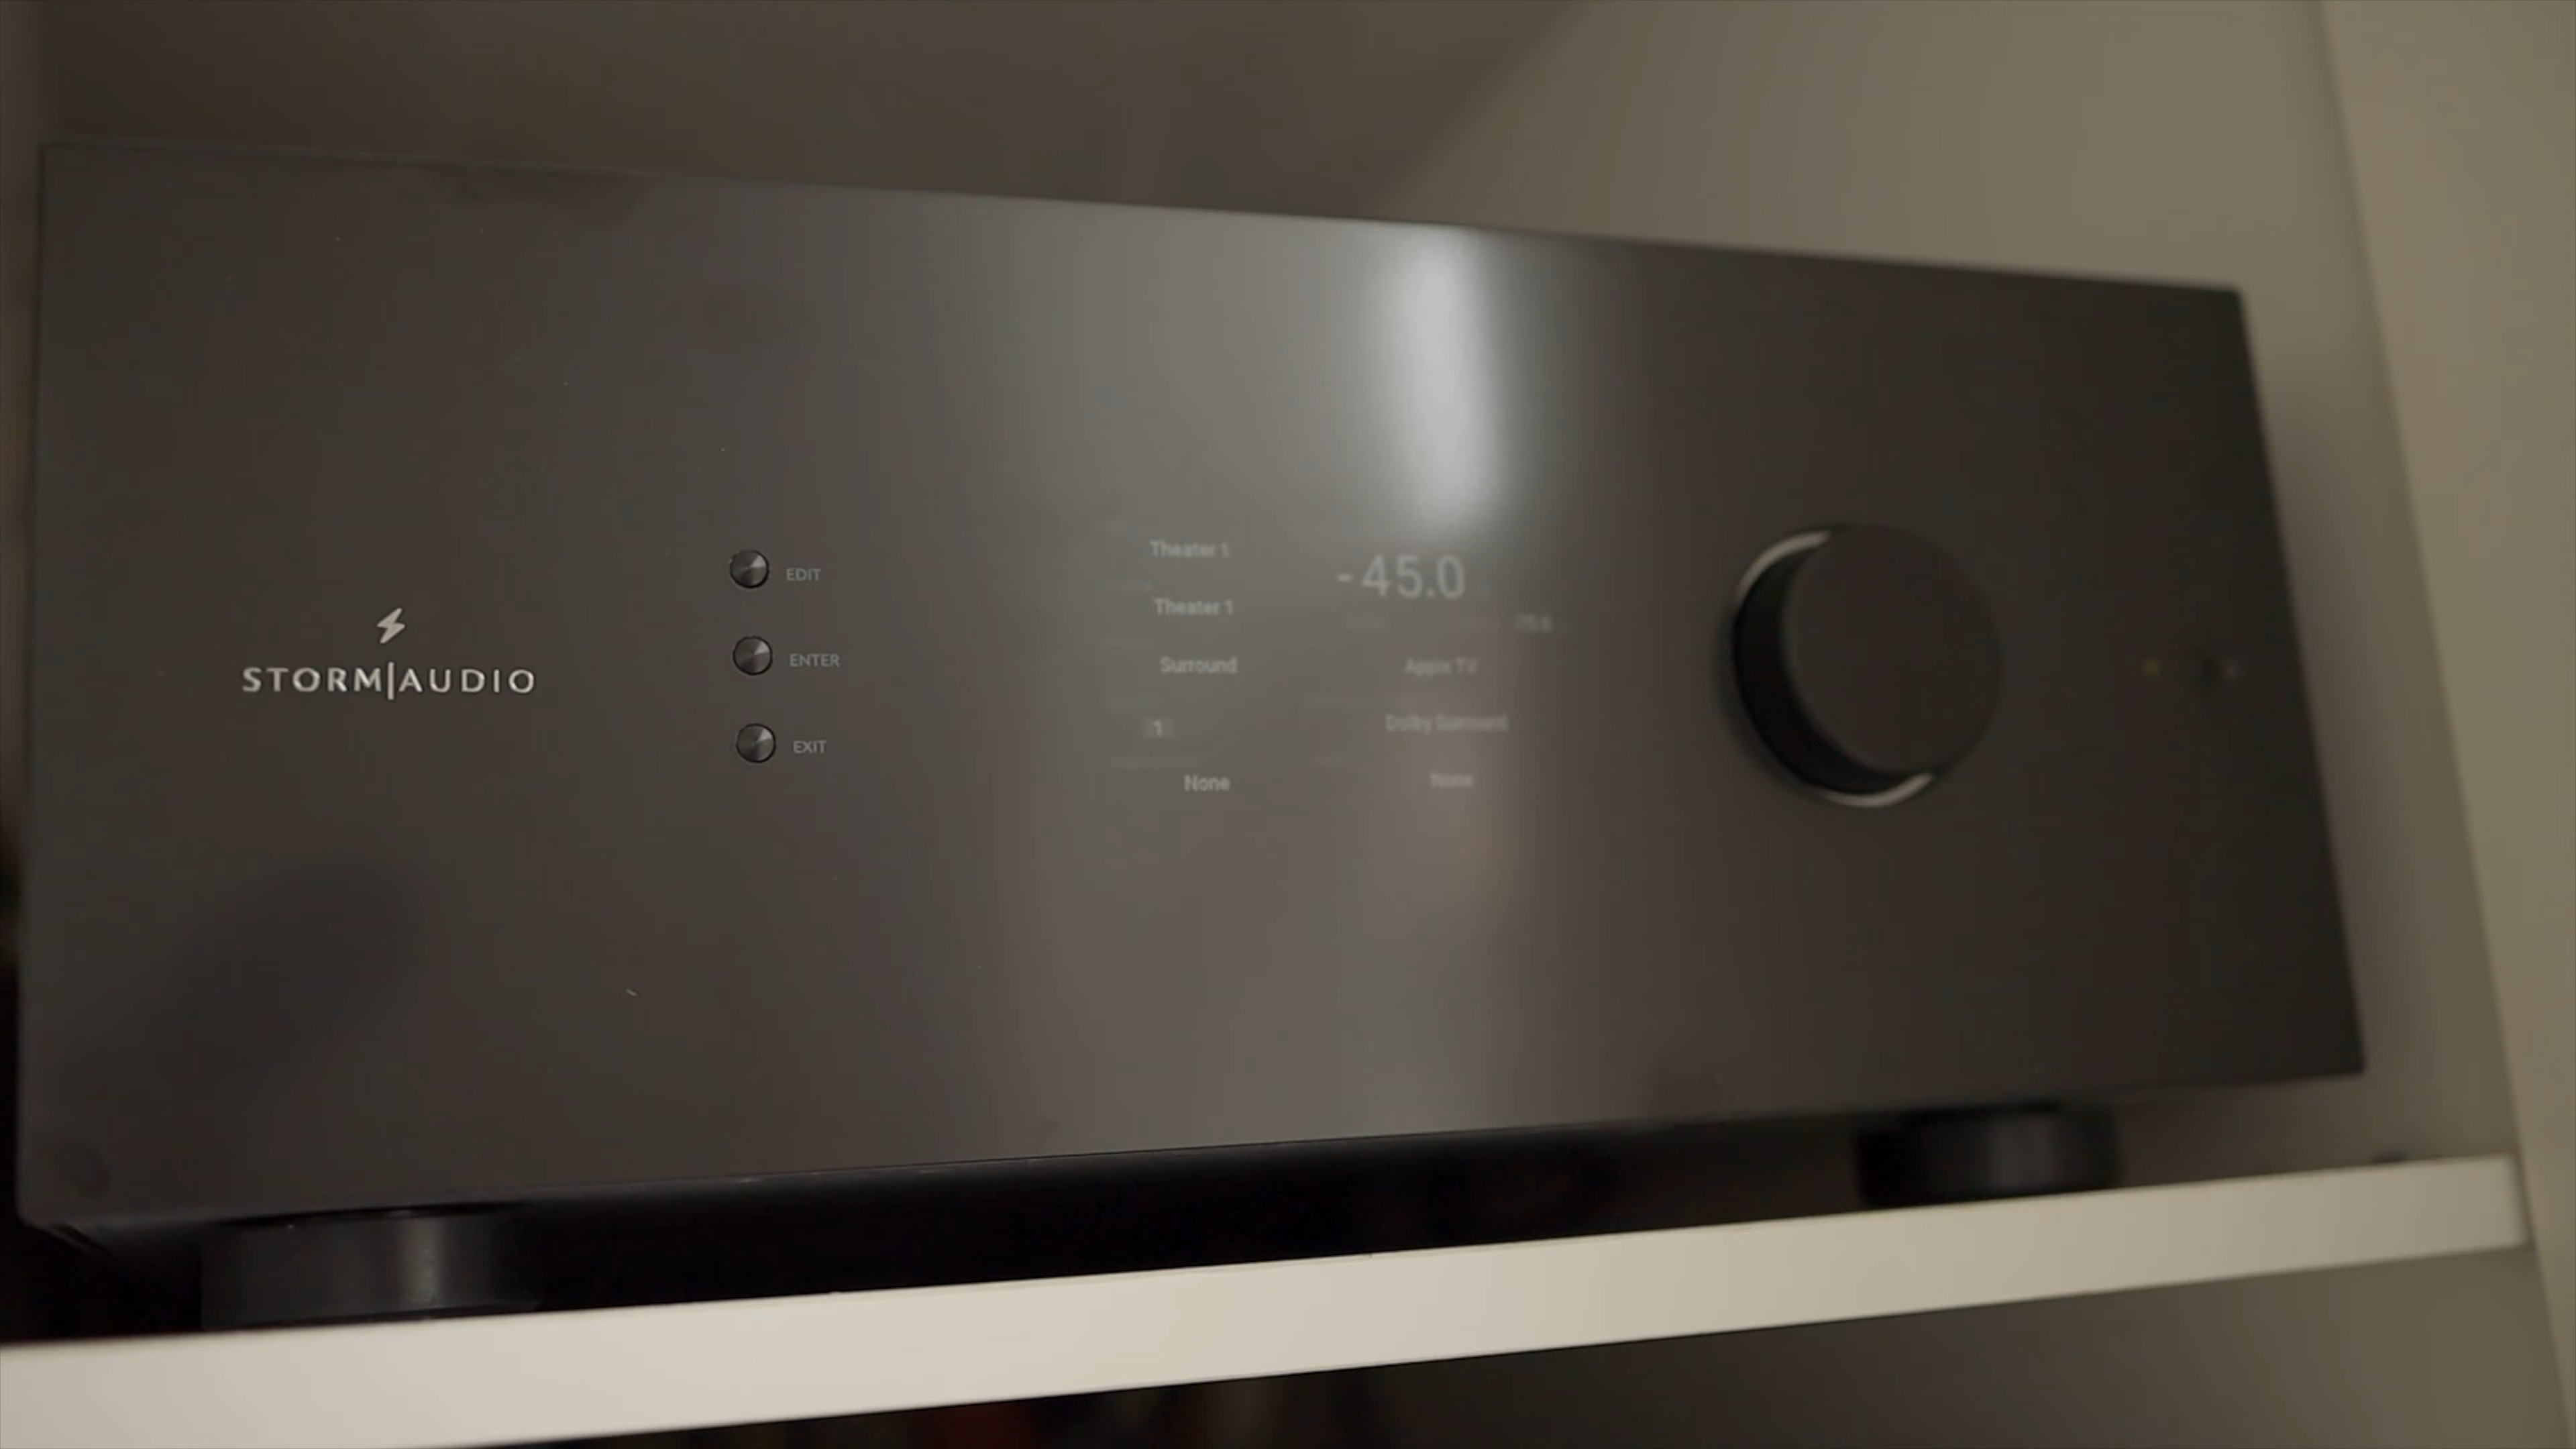 STORM|AUDIO
EDIT
ENTER
EXIT
Theater 1
Theater 1
Surround
1
None
-45.0
Apple TV
Dolby Surround
None